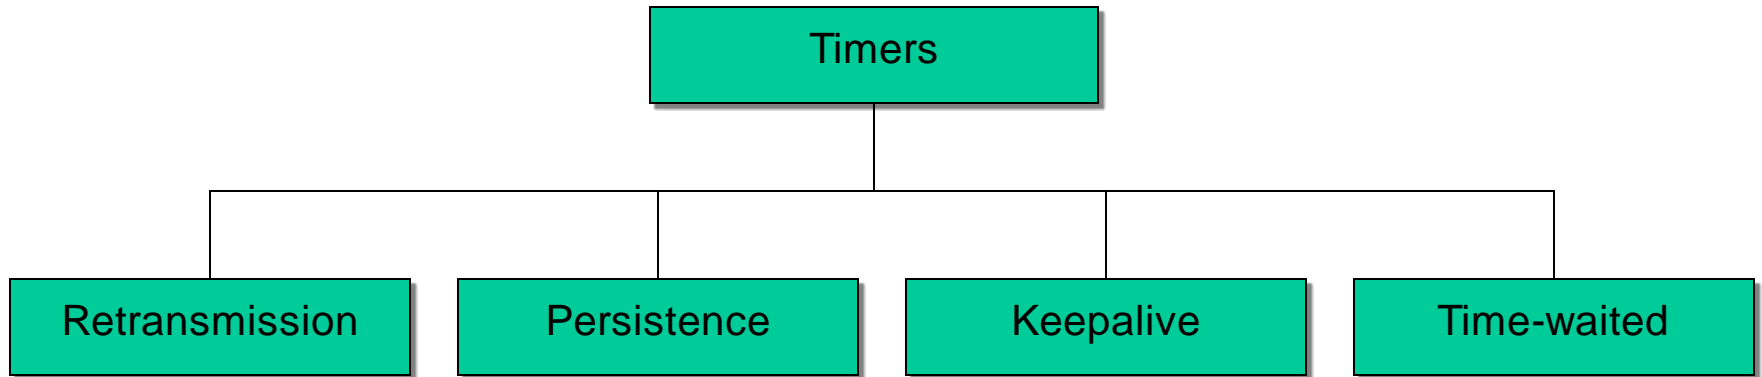 Timers
Retransmission
Persistence
Keepalive
Time-waited